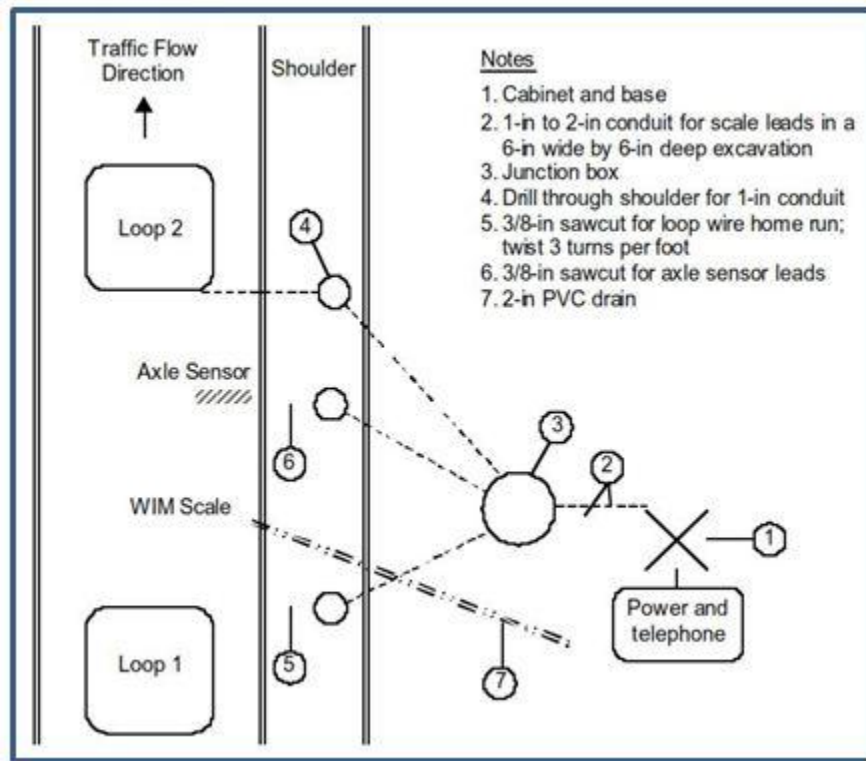 Traffic Flow
Direction
Shoulder
Notes
1. Cabinet and base
2. 1-in to 2-in conduit for scale leads in a
6-in wide by 6-in deep excavation
3. Junction box
4. Drill through shoulder for 1-in conduit
5. 3/8-in sawcut for loop wire home run;
twist 3 turns per foot
6. 3/8-in sawcut for axle sensor leads
7. 2-in PVC drain
Loop 2
4
Axle Sensor
3
6
2
WIM Scale
1
Power and
telephone
Loop 1
5
7